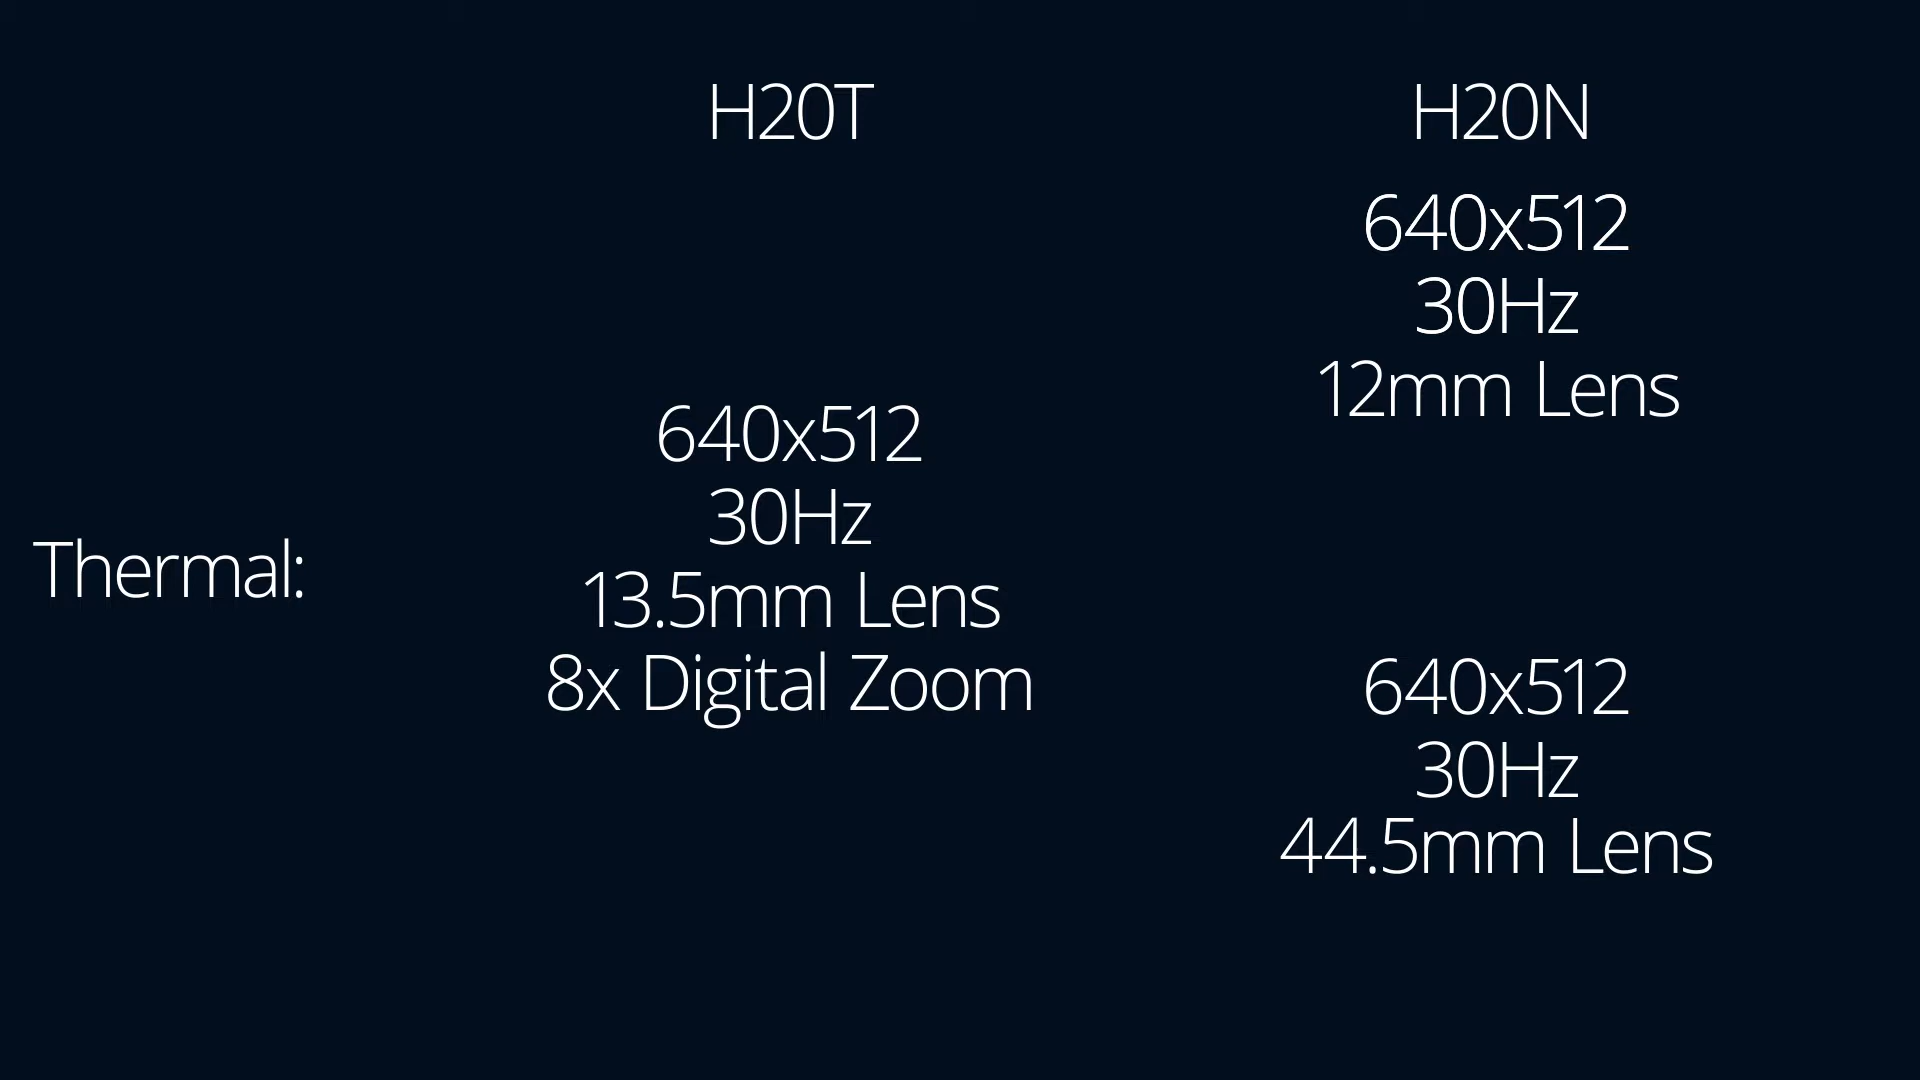 H20T
H20N
Thermal:
640x512
30Hz
13.5mm Lens
8x Digital Zoom
640x512
30Hz
12mm Lens
640x512
30Hz
44.5mm Lens